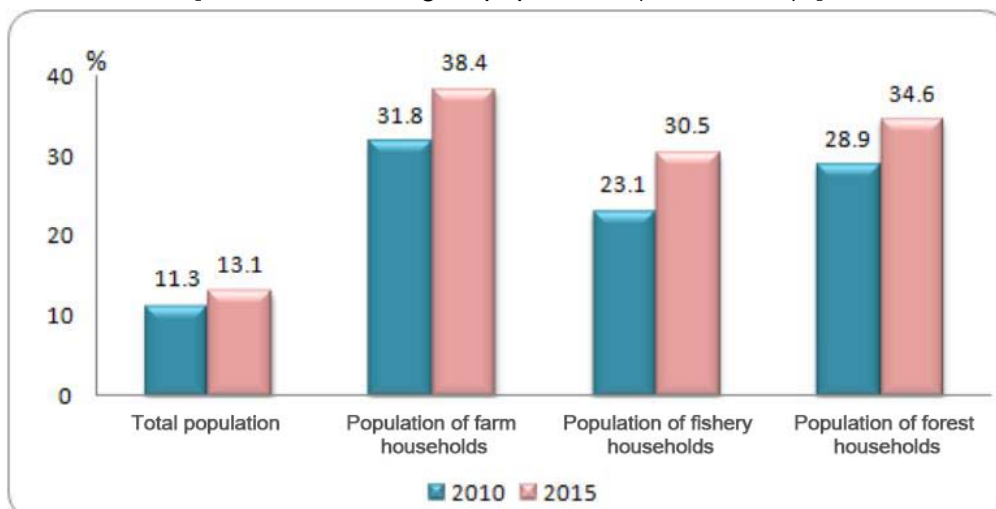 %
40
30
20
10
0
11.3
13.1
31.8
38.4
23.1
30.5
28.9
34.6
Total population
Population of farm
households
Population of fishery
households
Population of forest
households
2010
2015